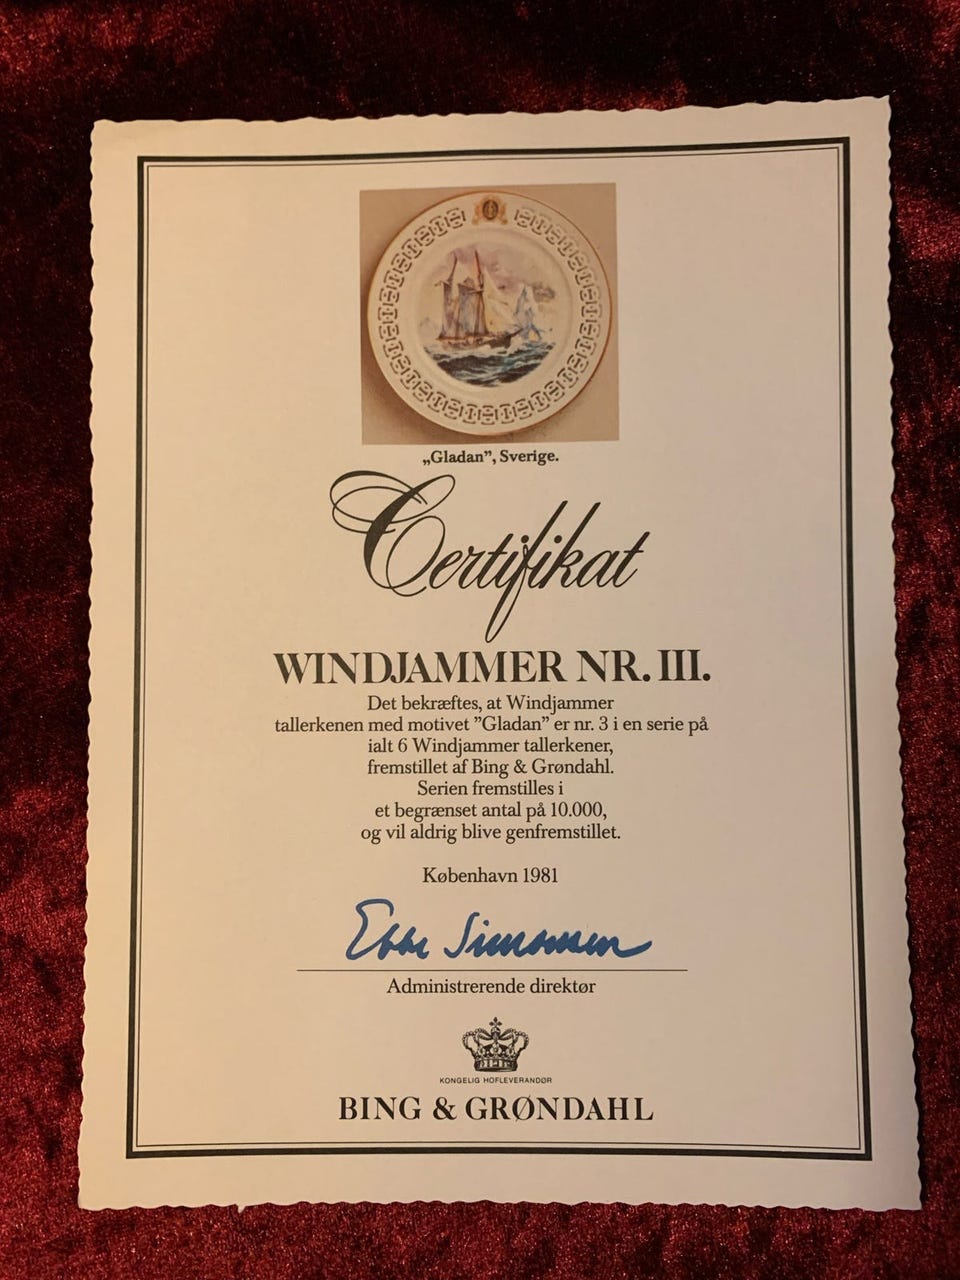 „Gladan”, Sverige.
Certifikat
WINDJAMMER NR. III.
Det bekræftes, at Windjammer
tallerkenen med motivet ”Gladan” er nr. 3 i en serie på
ialt 6 Windjammer tallerkener,
fremstillet af Bing & Grøndahl.
Serien fremstilles i
et begrænset antal på 10.000,
og vil aldrig blive genfremstillet.
København 1981
Ebbe Simonsen
Administrerende direktør
KONGELIG HOFLEVERANDØR
BING & GRØNDAHL